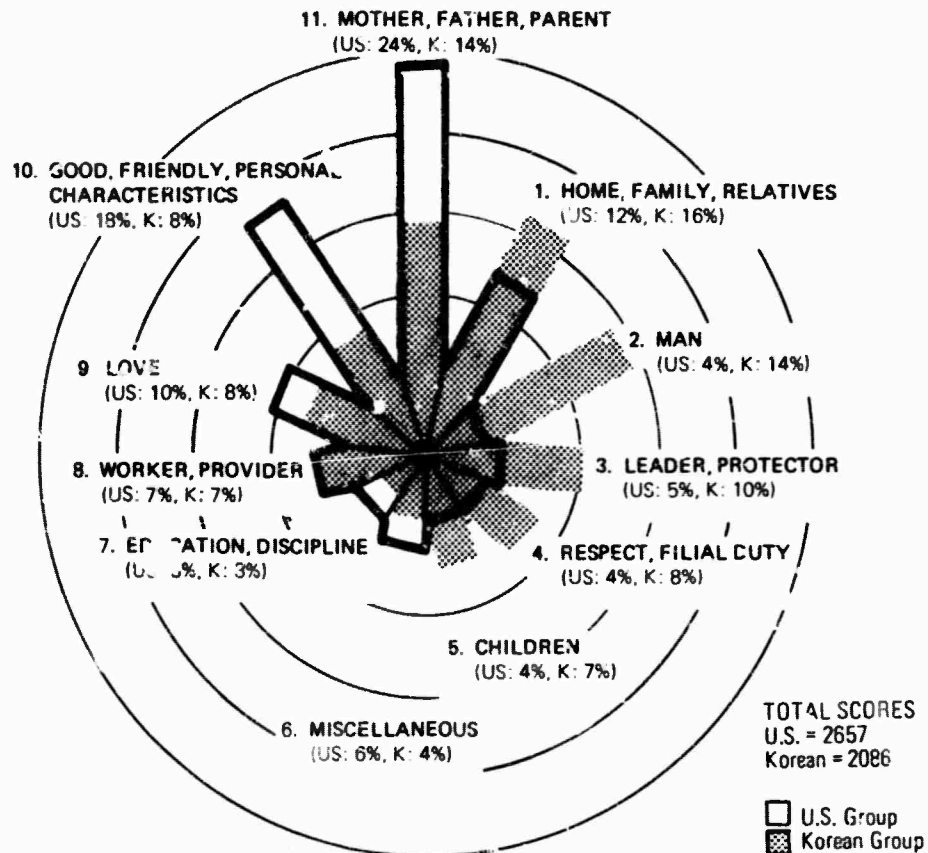 11. MOTHER, FATHER, PARENT
(US: 24%, K: 14%)
10. GOOD, FRIENDLY, PERSONAL
CHARACTERISTICS
(US: 18%, K: 8%)
1. HOME, FAMILY, RELATIVES
(US: 12%, K: 16%)
2. MAN
(US: 4%, K: 14%)
9 LOVE
(US: 10%, K: 8%)
8. WORKER, PROVIDER
(US: 7%, K: 7%)
3. LEADER, PROTECTOR
(US: 5%, K: 10%)
7. DISCIPLINE
K: 3%)
4. RESPECT, FILIAL DUTY
(US: 4%, K: 8%)
5. CHILDREN
(US: 4%, K: 7%)
6. MISCELLANEOUS
(US: 6%, K: 4%)
TOTAL SCORES
U.S. = 2657
Korean = 2086
U.S. Group
Korean Group